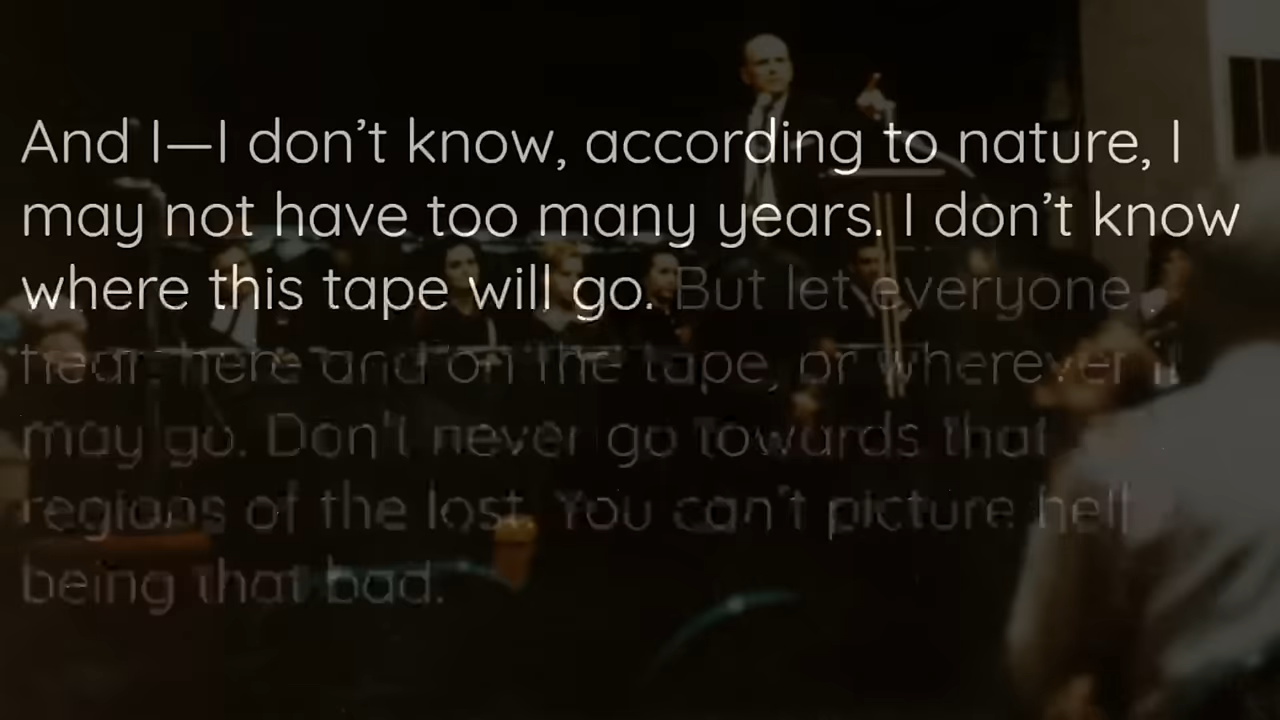 And I—I don’t know, according to nature, I
may not have too many years. I don’t know
where this tape will go. But let everyone
hear here and on the tape, or wherever it
may go. Don’t never go towards that
regions of the lost. You can’t picture hell
being that bad.